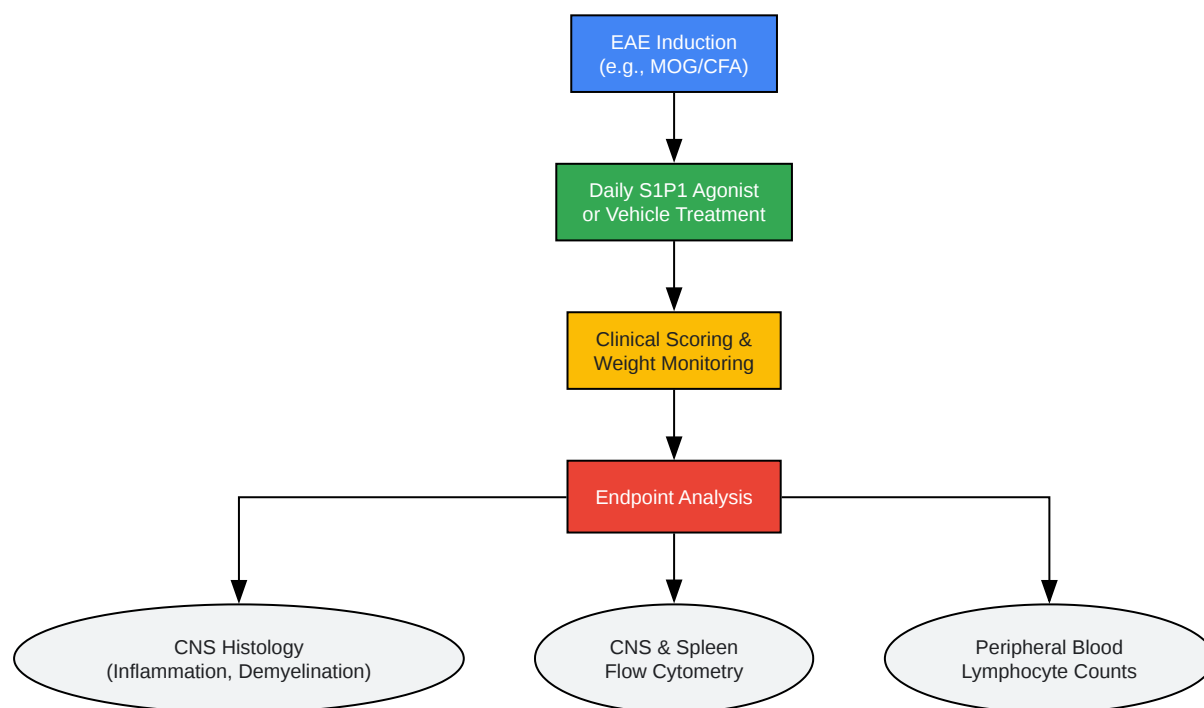 EAE Induction
(e.g., MOG/CFA)
Daily S1P1 Agonist
or Vehicle Treatment
Clinical Scoring &
Weight Monitoring
Endpoint Analysis
CNS Histology
(Inflammation, Demyelination)
CNS & Spleen
Flow Cytometry
Peripheral Blood
Lymphocyte Counts